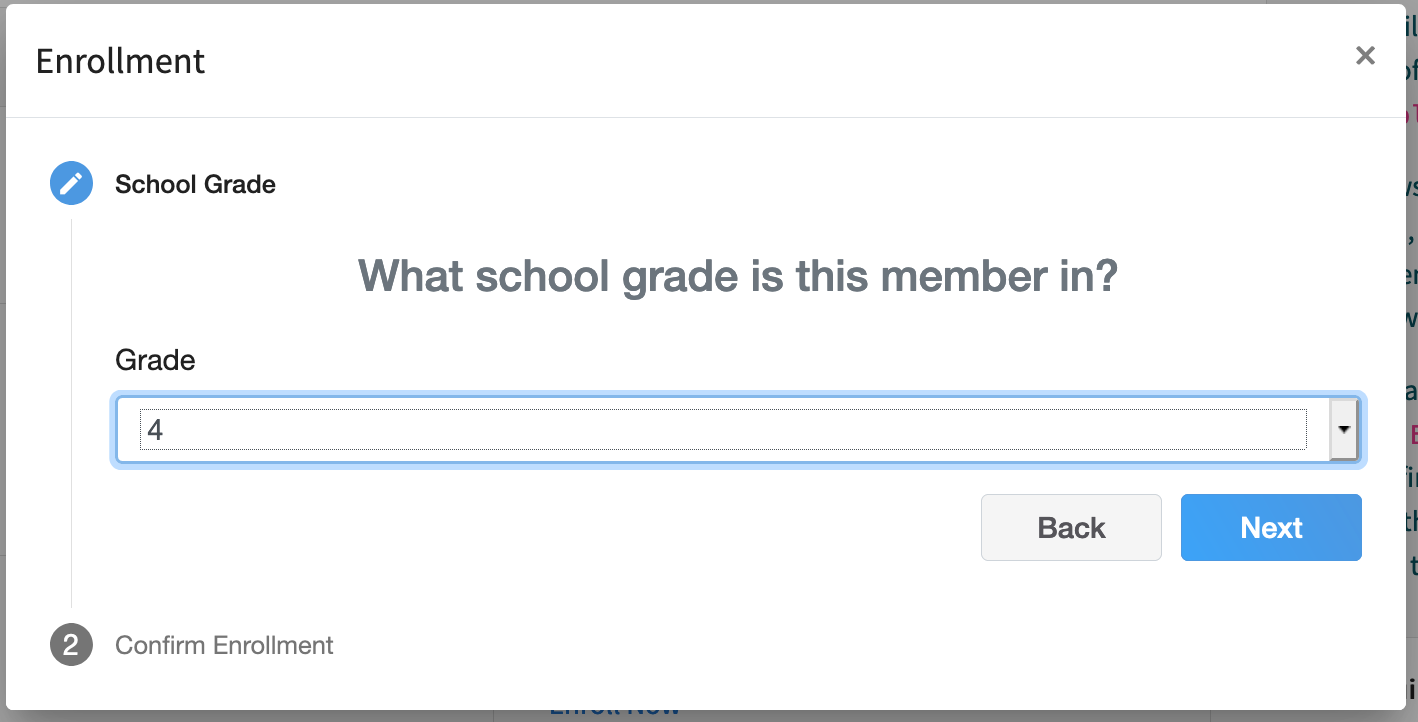 Enrollment
×
School Grade
What school grade is this member in?
Grade
4
Back
Next
2
Confirm Enrollment